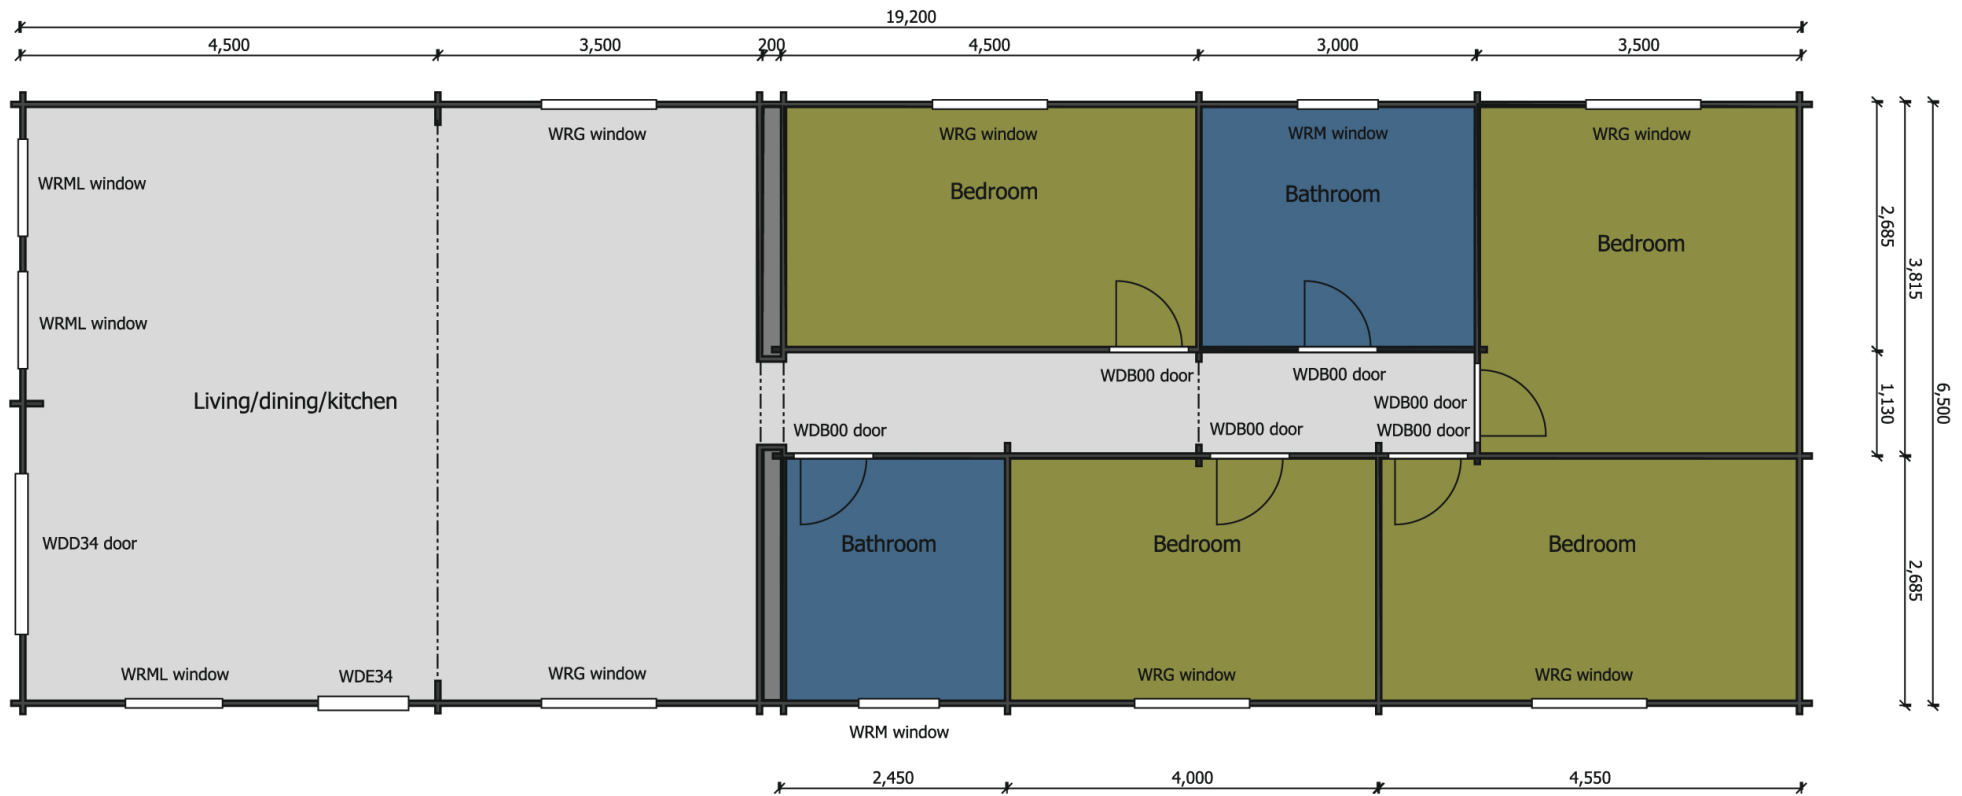 19,200
4,500 3,500 200 4,500 3,000 3,500
WRG window WRG window WRM window WRG window
WRML window
Bedroom Bathroom
Bedroom
2,685
3,815
WRML window
WDB00 door WDB00 door
Living/dining/kitchen
WDB00 door
1,130
6,500
WDB00 door WDB00 door WDB00 door
WDD34 door
Bathroom Bedroom Bedroom
2,685
WRML window WDE34 WRG window WRG window WRG window
WRM window
2,450 4,000 4,550